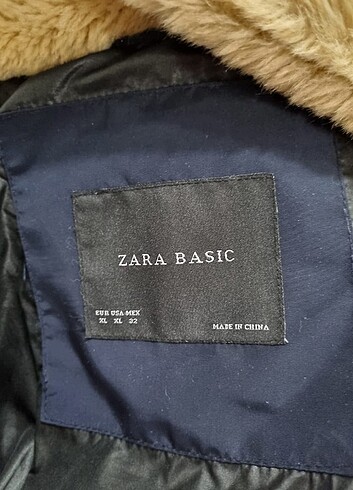 ZARA BASIC
EUR USA MEX
XL XL 32
MADE IN CHINA